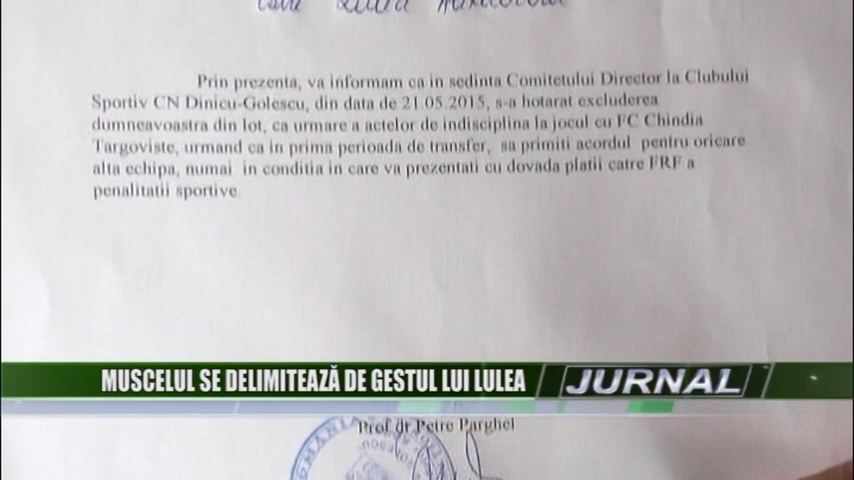 Prin prezenta, va informam ca in sedinta Comitetului Director la Clubului
Sportiv CN Dinicu-Golescu, din data de 21.05.2015, s-a hotarat excluderea
dumneavoastra din lot, ca urmare a actelor de indisciplina la jocul cu FC Chindia
Targoviste, urmand ca in prima perioada de transfer, sa primiti acordul pentru oricare
alta echipa, numai in conditia in care va prezentati cu dovada platii catre FRF a
penalitatii sportive.
MUSCELUL SE DELIMITEAZĂ DE GESTUL LUI LULEA
JURNAL
Prof dr Petre Parghel